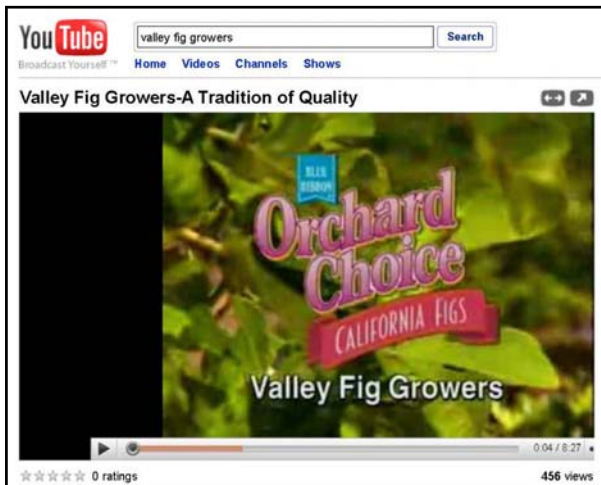 You Tube
valley fig growers
Search
Broadcast Yourself™
Home Videos Channels Shows
Valley Fig Growers-A Tradition of Quality
BLUE
RIBBON
Orchard
Choice
CALIFORNIA FIGS
Valley Fig Growers
0:04 / 8:27
0 ratings
456 views